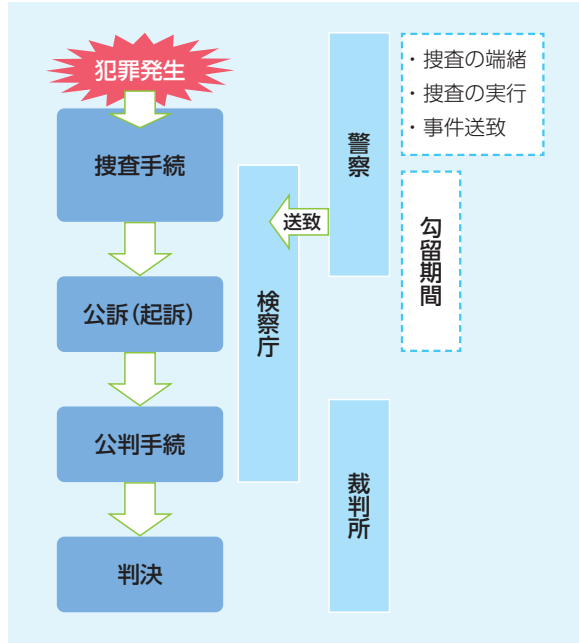 犯罪発生
捜査手続
公訴（起訴）
公判手続
判決
検察庁
送致
警察
・捜査の端緒
・捜査の実行
・事件送致
勾留期間
裁判所